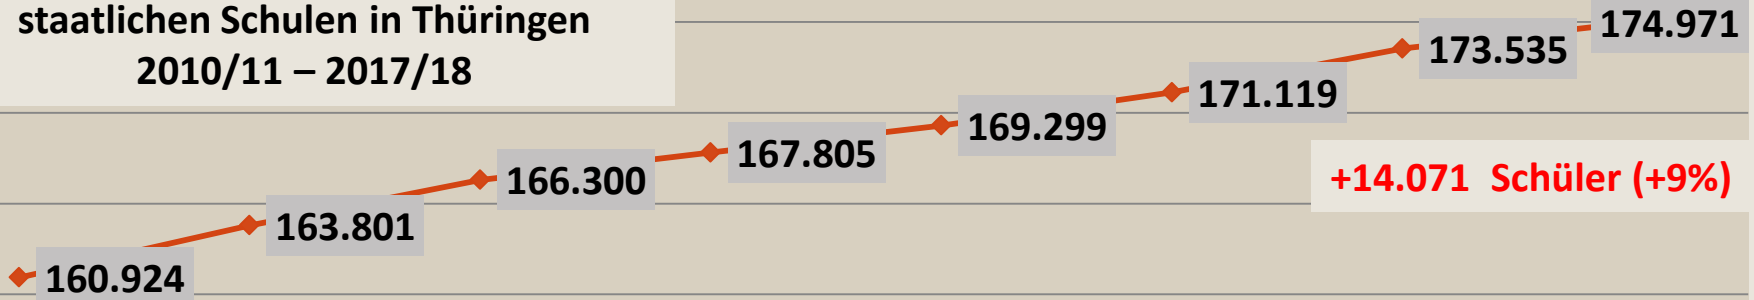 staatlichen Schulen in Thüringen
2010/11 – 2017/18
160.924
163.801
166.300
167.805
169.299
171.119
173.535
174.971
+14.071 Schüler (+9%)